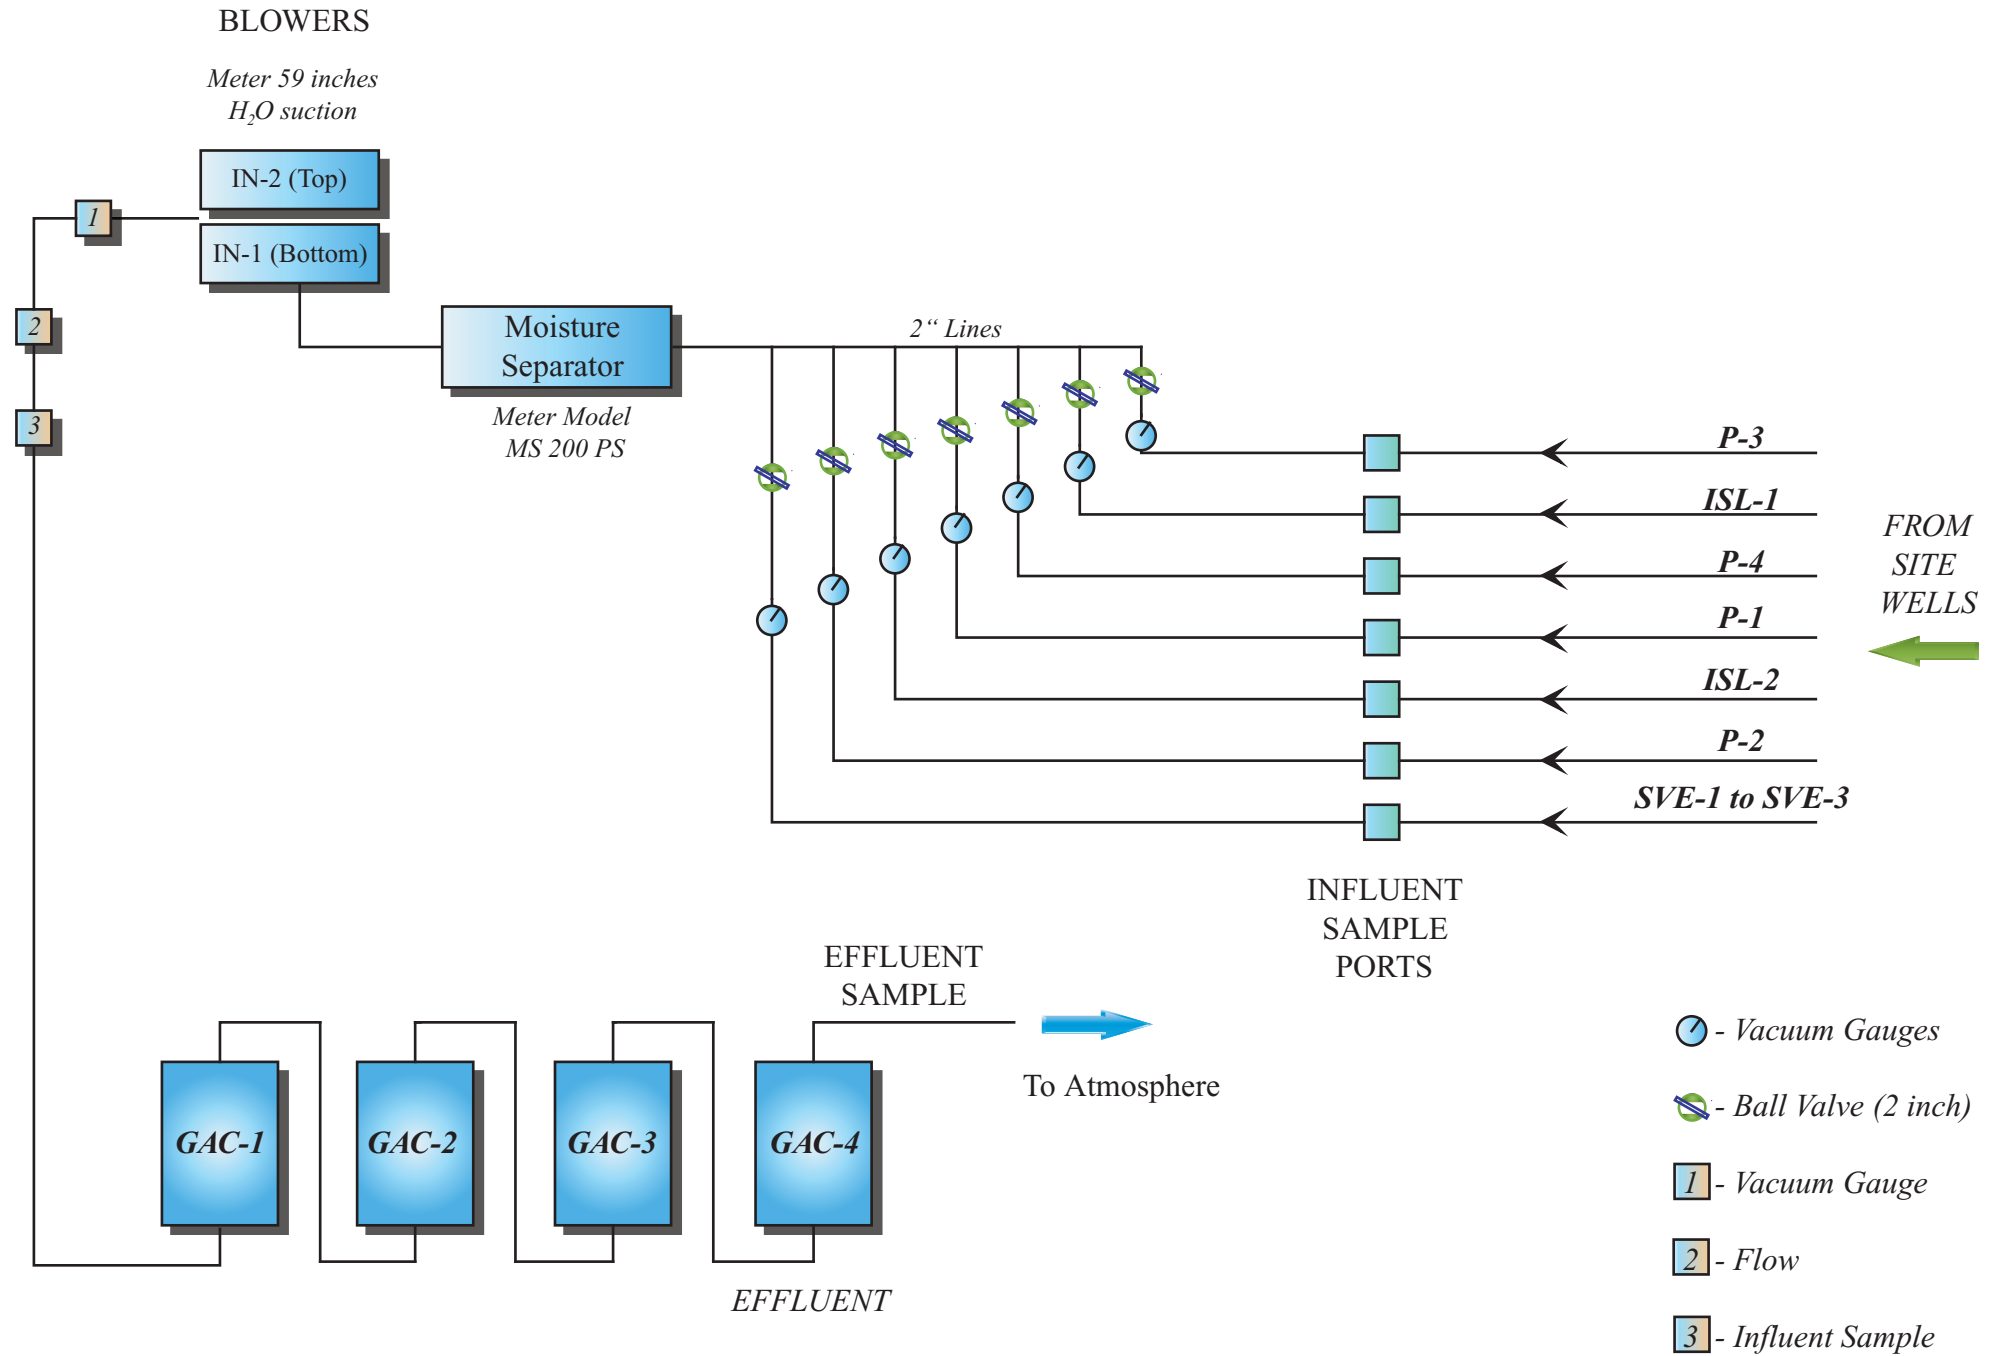 BLOWERS
Meter 59 inches
H₂O suction
IN-2 (Top)
1
IN-1 (Bottom)
2
Moisture
Separator
2“ Lines
3
Meter Model
MS 200 PS
P-3
ISL-1
P-4
P-1
ISL-2
P-2
SVE-1 to SVE-3
FROM
SITE
WELLS
INFLUENT
SAMPLE
PORTS
EFFLUENT
SAMPLE
To Atmosphere
GAC-1
GAC-2
GAC-3
GAC-4
EFFLUENT
- Vacuum Gauges
- Ball Valve (2 inch)
1 - Vacuum Gauge
2 - Flow
3 - Influent Sample